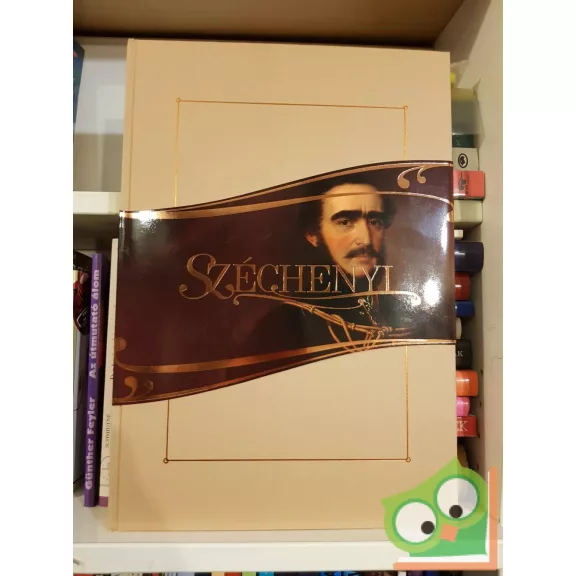 SZÉCHENYI
Günther Feyler Az útmutató álom